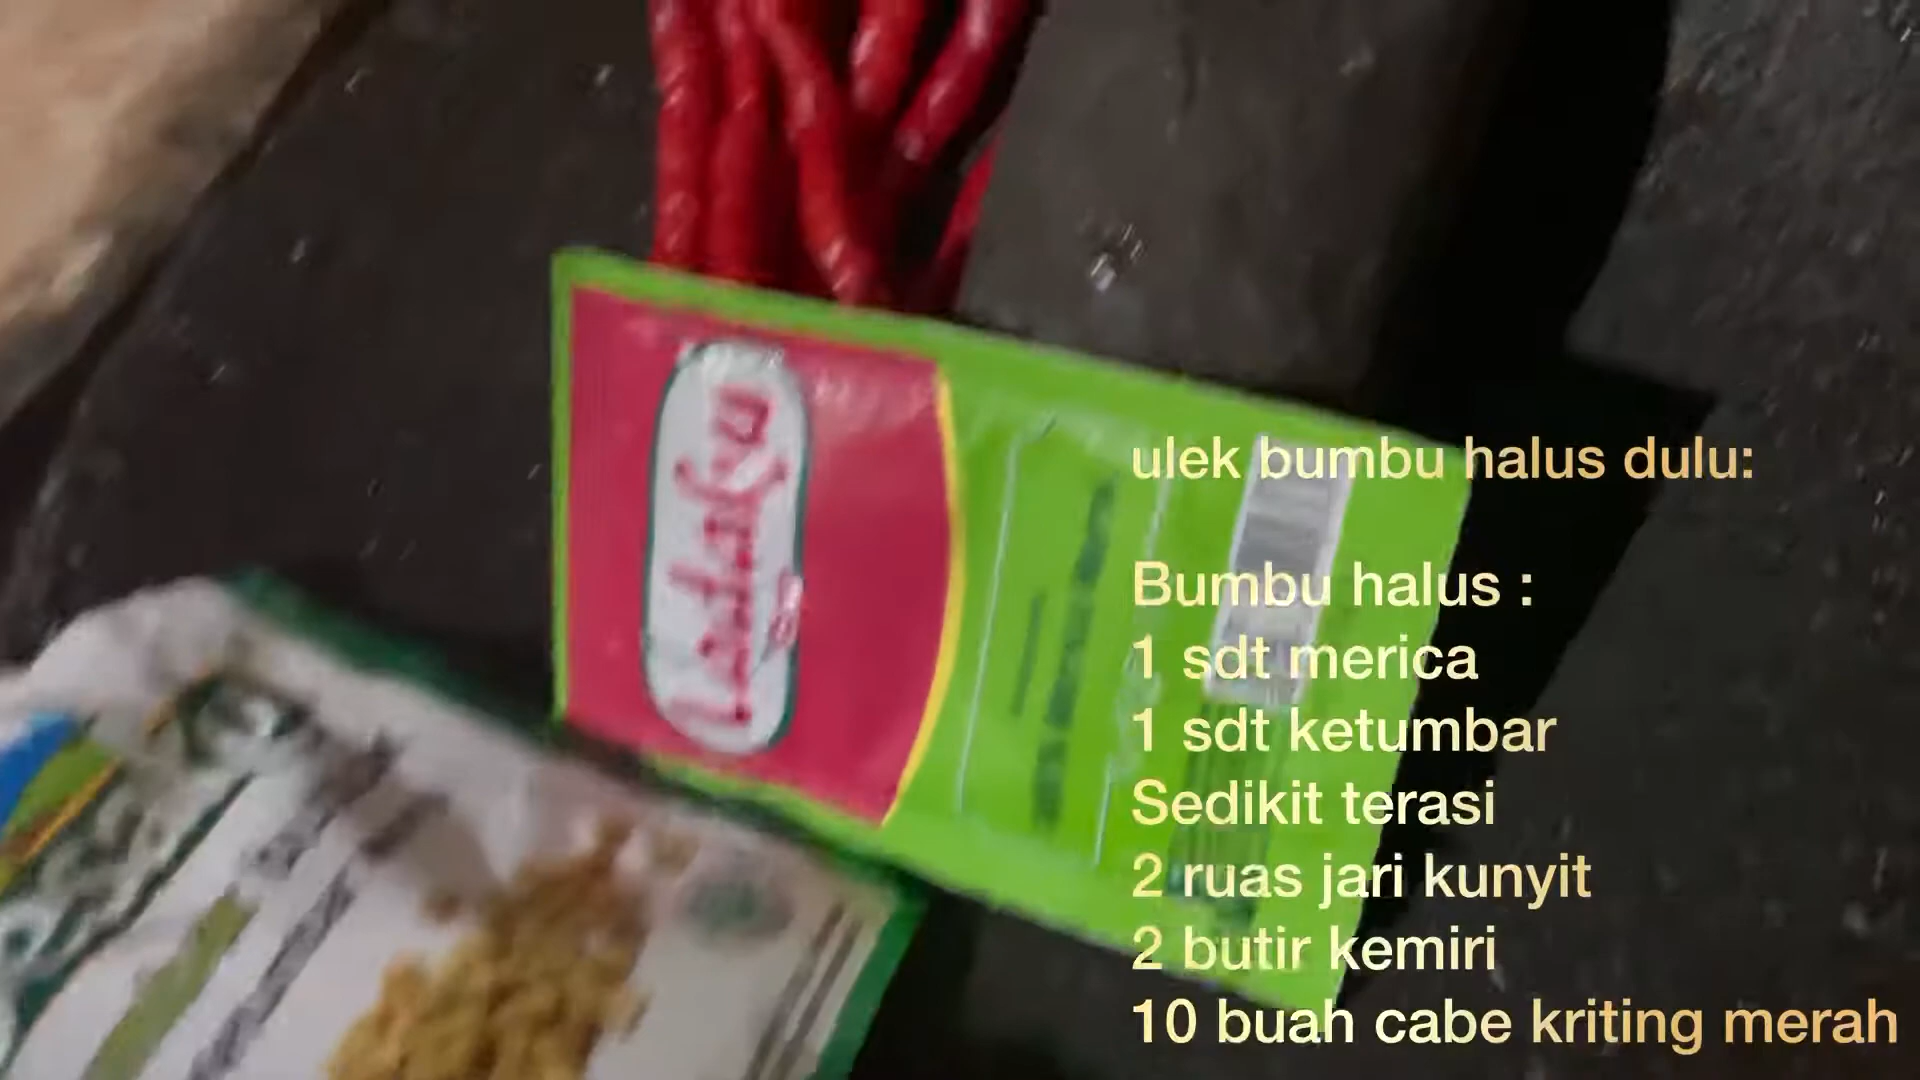 Ladaku
ulek bumbu halus dulu:
Bumbu halus :
1 sdt merica
1 sdt ketumbar
Sedikit terasi
2 ruas jari kunyit
2 butir kemiri
10 buah cabe kriting merah